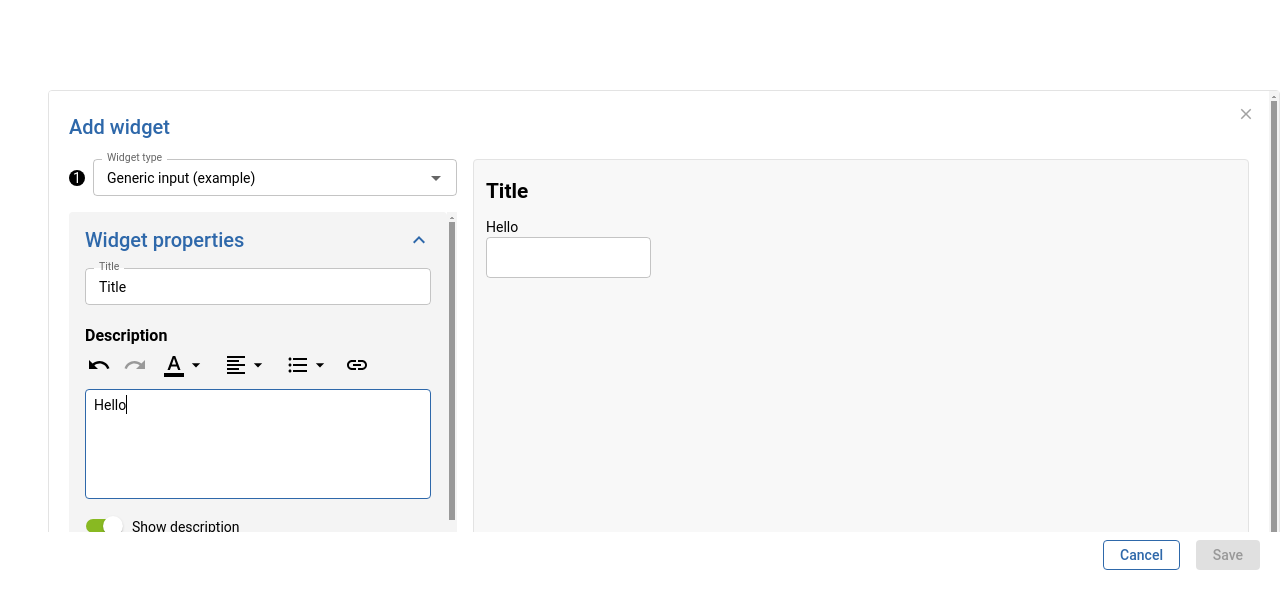 Add widget
Widget type
1 Generic input (example)
Widget properties
Title
Title
Description
A
Hello
Show description
Title
Hello
Cancel Save